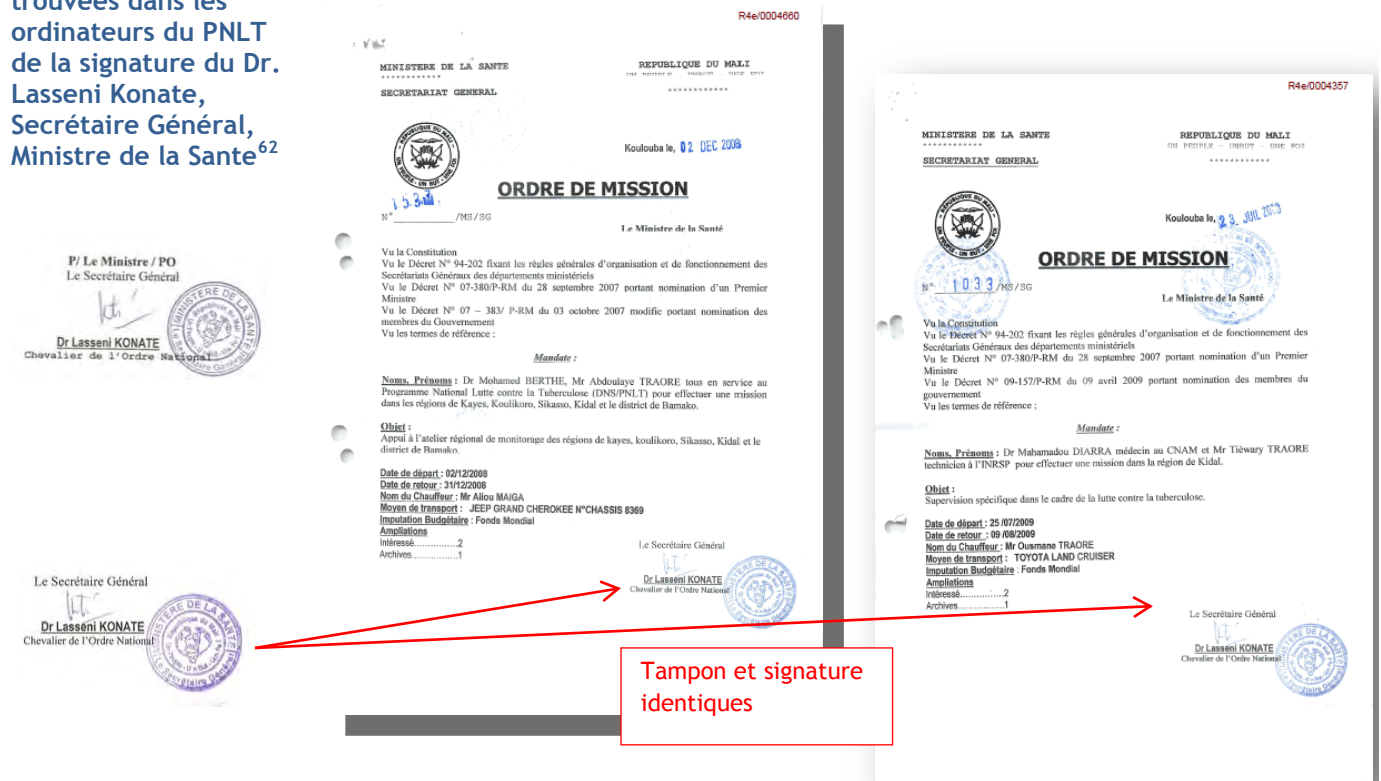 trouvées dans les
ordinateurs du PNLT
de la signature du Dr.
Lasseni Konate,
Secrétaire Général,
Ministre de la Sante62
P/ Le Ministre / PO
Le Secrétaire Général
Dr Lasseni KONATE
Chevalier de l'Ordre National
Le Secrétaire Général
Dr Lasseni KONATE
Chevalier de l'Ordre National
R4e/0004660
MINISTERE DE LA SANTE
************
SECRETARIAT GENERAL
REPUBLIQUE DU MALI
UN PEUPLE - UNBUT - UNE FOI
************
Koulouba le, 02 DEC 2008
ORDRE DE MISSION
N° /MS/SG
Le Ministre de la Santé
Vu la Constitution
Vu le Décret N° 94-202 fixant les règles générales d'organisation et de fonctionnement des
Secrétariats Généraux des départements ministériels
Vu le Décret N° 07-380/P-RM du 28 septembre 2007 portant nomination d'un Premier
Ministre
Vu le Décret N° 07 – 383/ P-RM du 03 octobre 2007 modifie portant nomination des
membres du Gouvernement
Vu les termes de référence :
Mandate :
Noms, Prénoms : Dr Mohamed BERTHE, Mr Abdoulaye TRAORE tous en service au
Programme National Lutte contre la Tuberculose (DNS/PNLT) pour effectuer une mission
dans les régions de Kayes, Koulikoro, Sikasso, Kidal et le district de Bamako.
Objet :
Appui à l'atelier régional de monitorage des régions de kayes, koulikoro, Sikasso, Kidal et le
district de Bamako.
Date de départ : 02/12/2008
Date de retour : 31/12/2008
Nom du Chauffeur : Mr Aliou MAIGA
Moyen de transport : JEEP GRAND CHEROKEE N°CHASSIS 8369
Imputation Budgétaire : Fonds Mondial
Ampliations
Intéressé................2
Archives.................1
Le Secrétaire Général
Dr Lasseni KONATE
Chevalier de l'Ordre National
R4e/0004357
MINISTERE DE LA SANTE
************
SECRETARIAT GENERAL
REPUBLIQUE DU MALI
UN PEUPLE - UNBUT - UNE FOI
************
Koulouba le, 23. JUIL
ORDRE DE MISSION
N° 1033/MS/SG
Le Ministre de la Santé
Vu la Constitution
Vu le Décret N° 94-202 fixant les règles générales d'organisation et de fonctionnement des
Secrétariats Généraux des départements ministériels
Vu le Décret N° 07-380/P-RM du 28 septembre 2007 portant nomination d'un Premier
Ministre
Vu le Décret N° 09-157/P-RM du 09 avril 2009 portant nomination des membres du
gouvernement
Vu les termes de référence ;
Mandate :
Noms, Prénoms : Dr Mahamadou DIARRA médecin au CNAM et Mr Tièwary TRAORE
technicien à l'INRSP pour effectuer une mission dans la région de Kidal.
Objet :
Supervision spécifique dans le cadre de la lutte contre la tuberculose.
Date de départ : 25 /07/2009
Date de retour : 09 /08/2009
Nom du Chauffeur : Mr Ousmane TRAORE
Moyen de transport : TOYOTA LAND CRUISER
Imputation Budgétaire : Fonds Mondial
Ampliations
Intéressé................2
Archives.................1
Le Secrétaire Général
Dr Lasseni KONATE
Chevalier de l'Ordre National
Tampon et signature
identiques